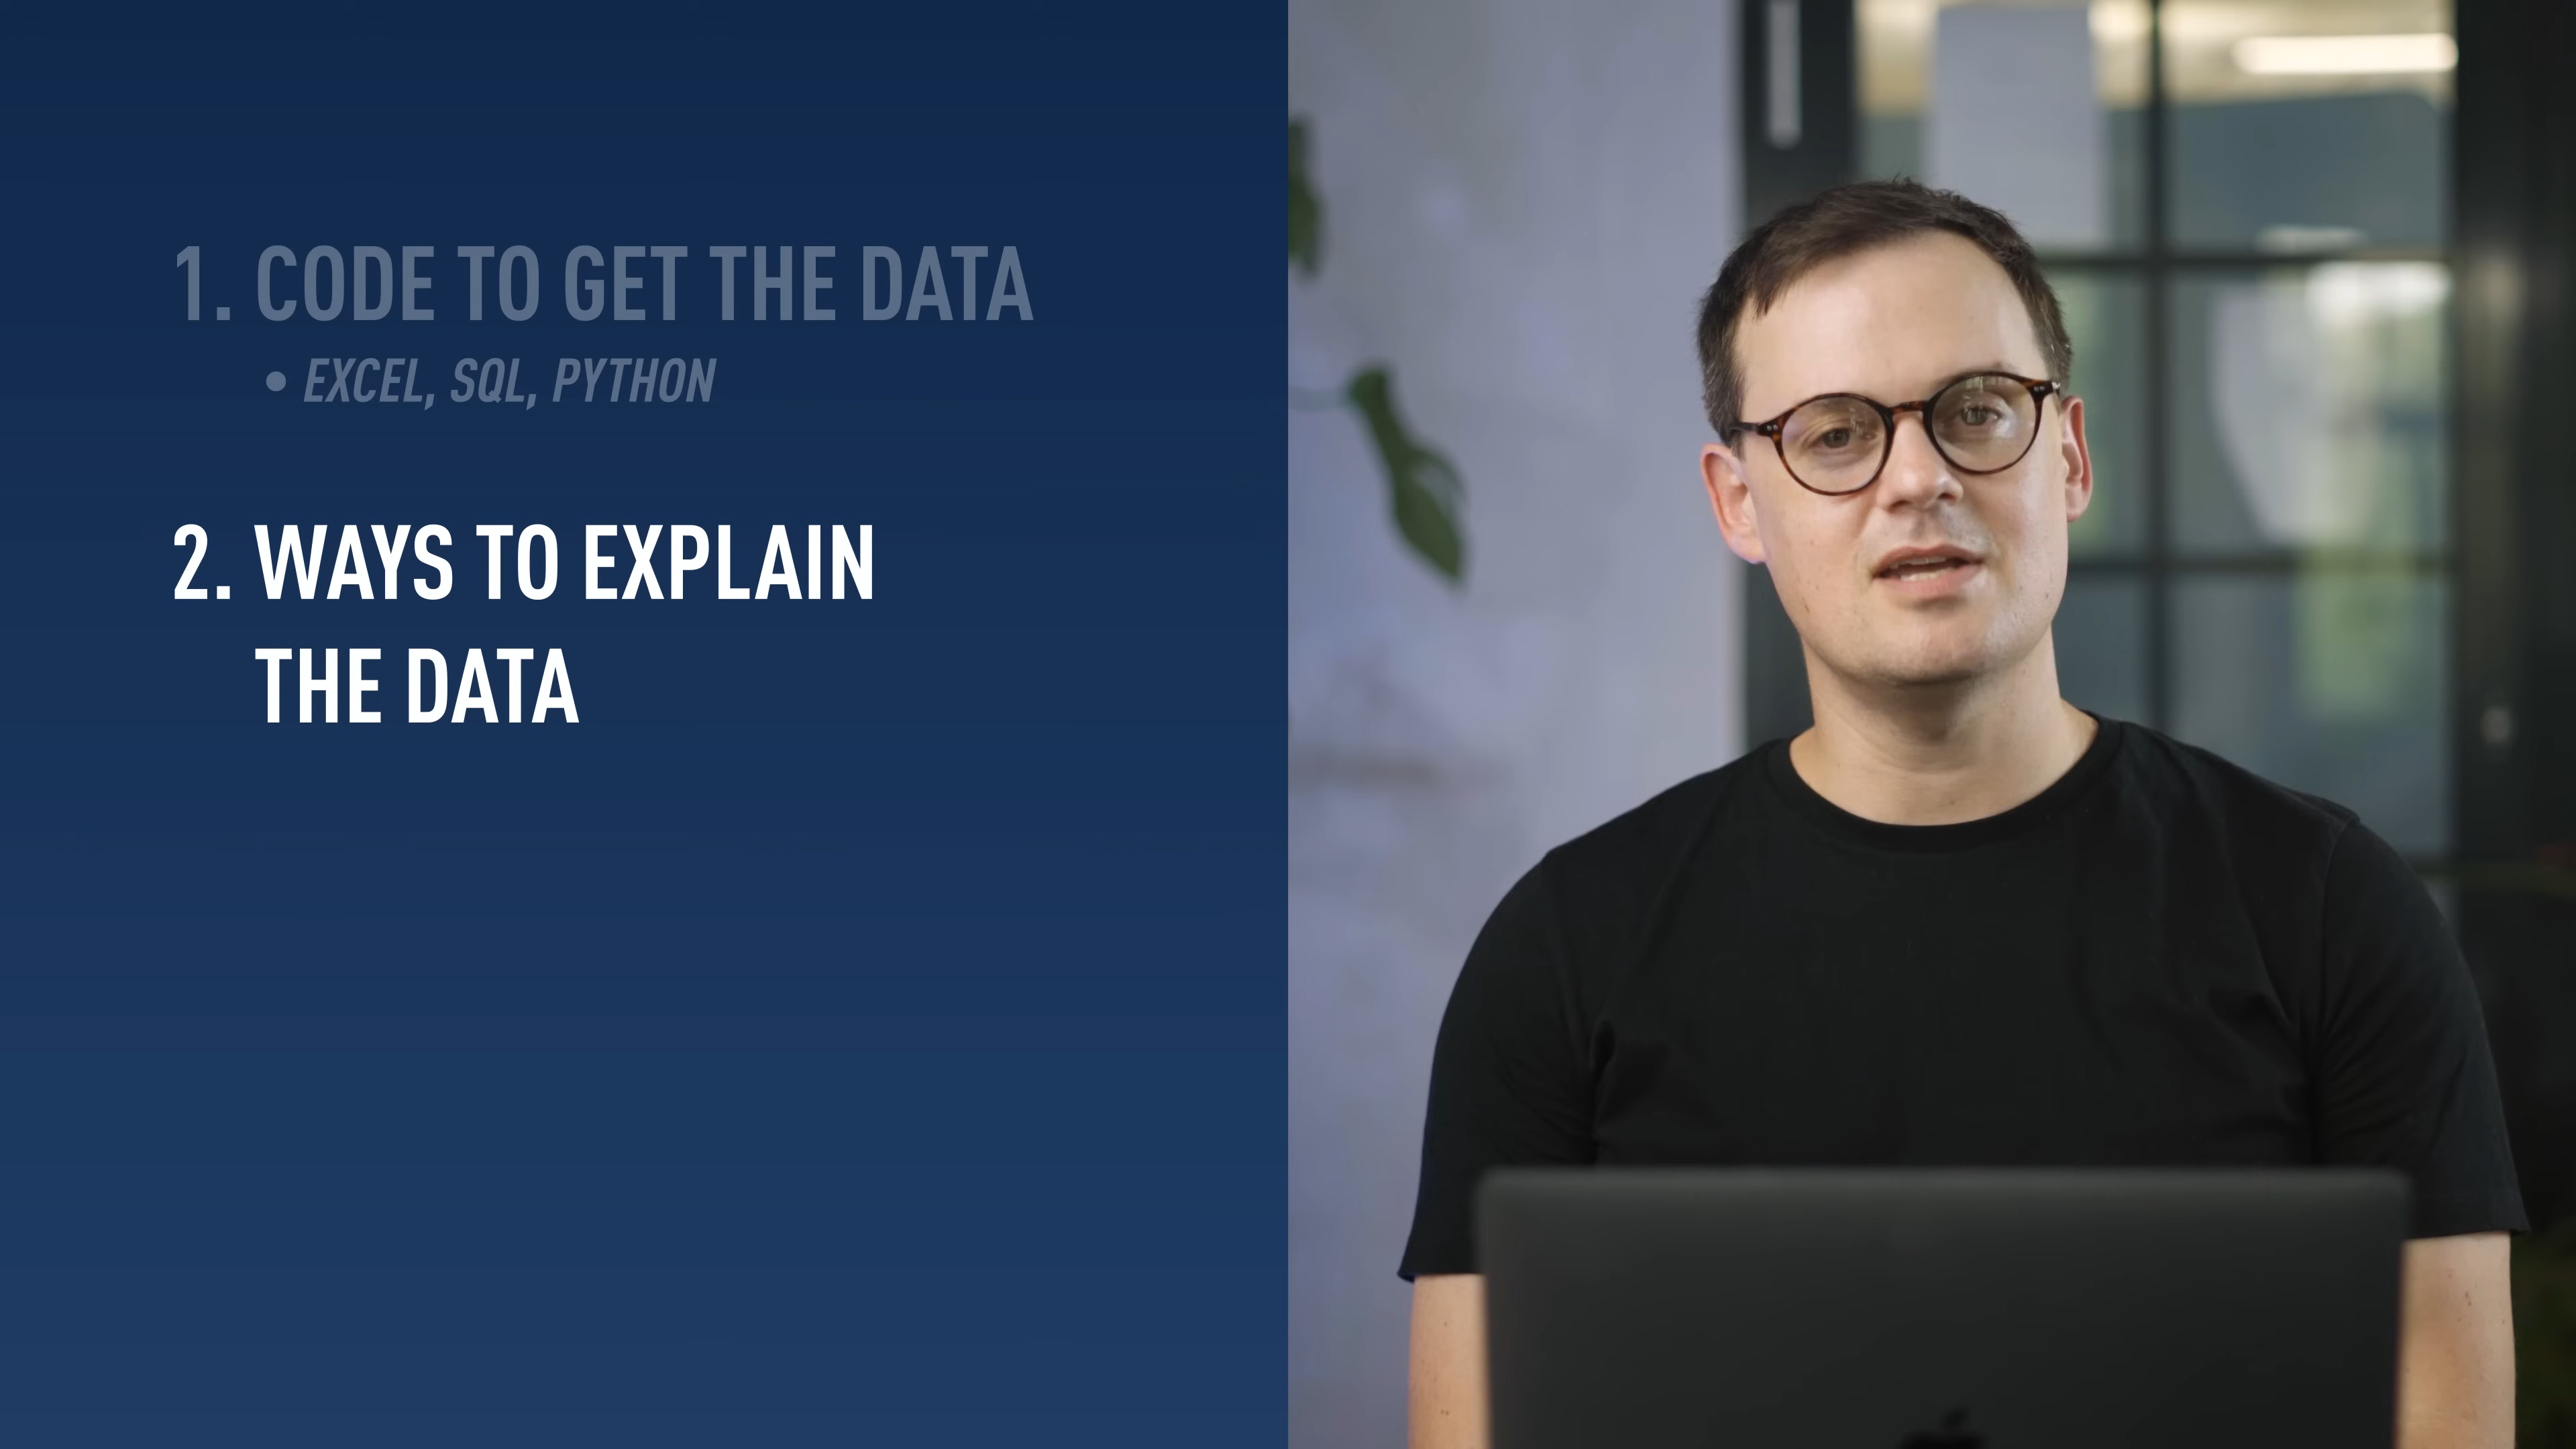 1. CODE TO GET THE DATA
• EXCEL, SQL, PYTHON
2. WAYS TO EXPLAIN
THE DATA